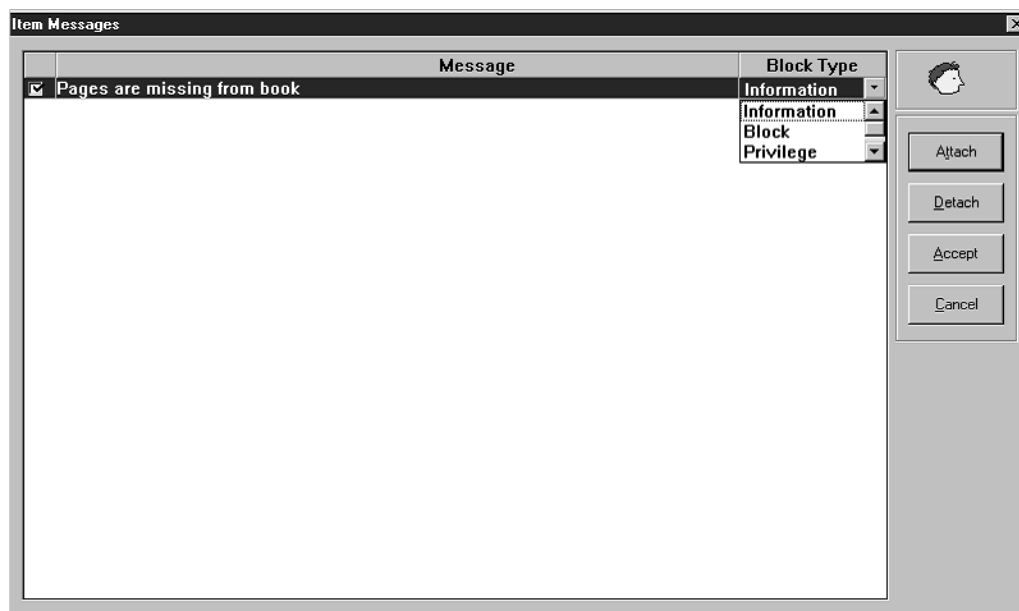 Item Messages
Message Block Type
Pages are missing from book Information
Information
Block
Privilege
Attach
Detach
Accept
Cancel